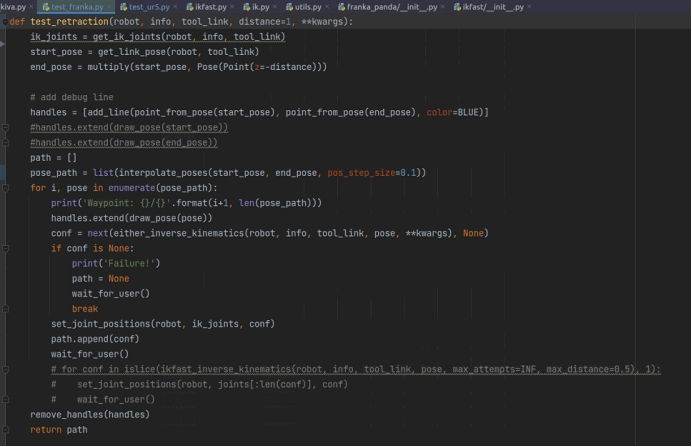 kiva.py × test_franka.py × test_ur5.py × ikfast.py × ik.py × utils.py × franka_panda/__init__.py × ikfast/__init__.py ×
def test_retraction(robot, info, tool_link, distance=1, **kwargs):
    ik_joints = get_ik_joints(robot, info, tool_link)
    start_pose = get_link_pose(robot, tool_link)
    end_pose = multiply(start_pose, Pose(Point(z=-distance)))

    # add debug line
    handles = [add_line(point_from_pose(start_pose), point_from_pose(end_pose), color=BLUE)]
    #handles.extend(draw_pose(start_pose))
    #handles.extend(draw_pose(end_pose))
    path = []
    pose_path = list(interpolate_poses(start_pose, end_pose, pos_step_size=0.1))
    for i, pose in enumerate(pose_path):
        print('Waypoint: {}/{}'.format(i+1, len(pose_path)))
        handles.extend(draw_pose(pose))
        conf = next(either_inverse_kinematics(robot, info, tool_link, pose, **kwargs), None)
        if conf is None:
            print('Failure!')
            path = None
            wait_for_user()
            break
        set_joint_positions(robot, ik_joints, conf)
        path.append(conf)
        wait_for_user()
        # for conf in islice(ikfast_inverse_kinematics(robot, info, tool_link, pose, max_attempts=INF, max_distance=0.5), 1):
        #    set_joint_positions(robot, joints[:len(conf)], conf)
        #    wait_for_user()
    remove_handles(handles)
    return path